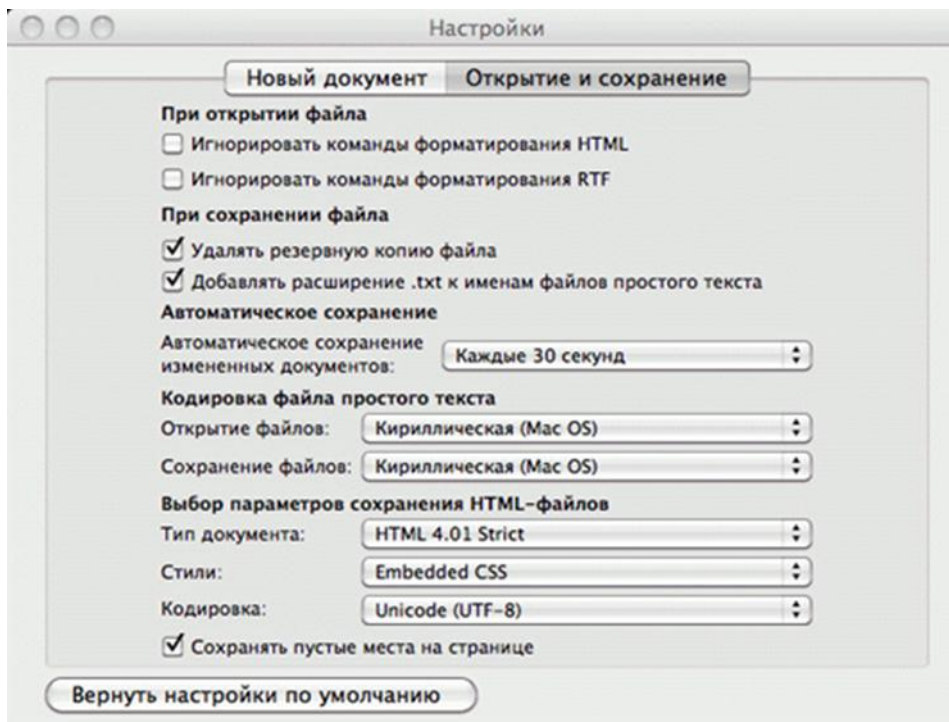 Настройки
Новый документ Открытие и сохранение
При открытии файла
Игнорировать команды форматирования HTML
Игнорировать команды форматирования RTF
При сохранении файла
Удалять резервную копию файла
Добавлять расширение .txt к именам файлов простого текста
Автоматическое сохранение
Автоматическое сохранение
измененных документов: Каждые 30 секунд
Кодировка файла простого текста
Открытие файлов: Кириллическая (Mac OS)
Сохранение файлов: Кириллическая (Mac OS)
Выбор параметров сохранения HTML-файлов
Тип документа: HTML 4.01 Strict
Стили: Embedded CSS
Кодировка: Unicode (UTF-8)
Сохранять пустые места на странице
Вернуть настройки по умолчанию